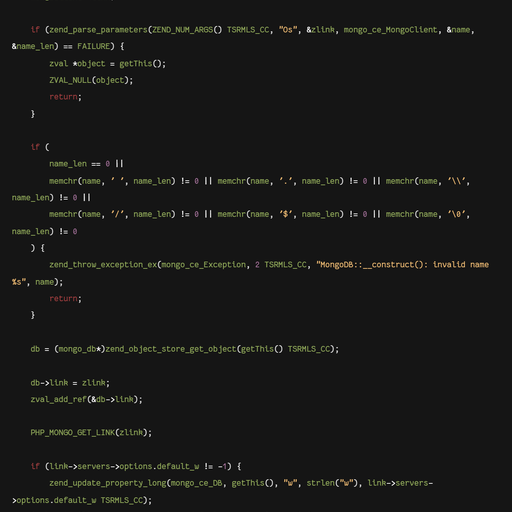 if (zend_parse_parameters(ZEND_NUM_ARGS() TSRMLS_CC, "Os", &zlink, mongo_ce_MongoClient, &name,
&name_len) == FAILURE) {
zval *object = getThis();
ZVAL_NULL(object);
return;
}
if (
name_len == 0 ||
memchr(name, ' ', name_len) != 0 || memchr(name, '.', name_len) != 0 || memchr(name, '\\',
name_len) != 0 ||
memchr(name, '/', name_len) != 0 || memchr(name, '$', name_len) != 0 || memchr(name, '\0',
name_len) != 0
) {
zend_throw_exception_ex(mongo_ce_Exception, 2 TSRMLS_CC, "MongoDB::__construct(): invalid name
%s", name);
return;
}
db = (mongo_db*)zend_object_store_get_object(getThis() TSRMLS_CC);
db->link = zlink;
zval_add_ref(&db->link);
PHP_MONGO_GET_LINK(zlink);
if (link->servers->options.default_w != -1) {
zend_update_property_long(mongo_ce_DB, getThis(), "w", strlen("w"), link->servers-
>options.default_w TSRMLS_CC);